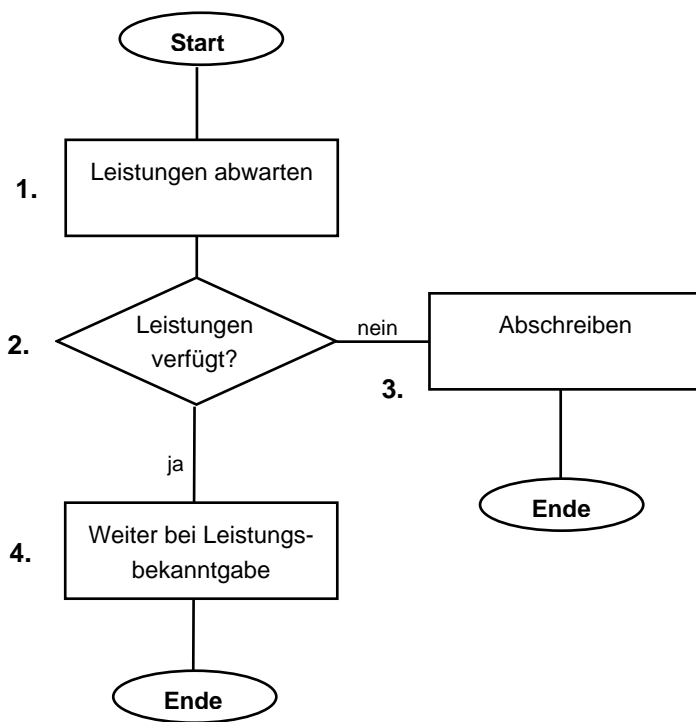 Start
1.
Leistungen abwarten
2.
Leistungen
verfügt?
nein
3.
Abschreiben
Ende
ja
4.
Weiter bei Leistungs-
bekanntgabe
Ende